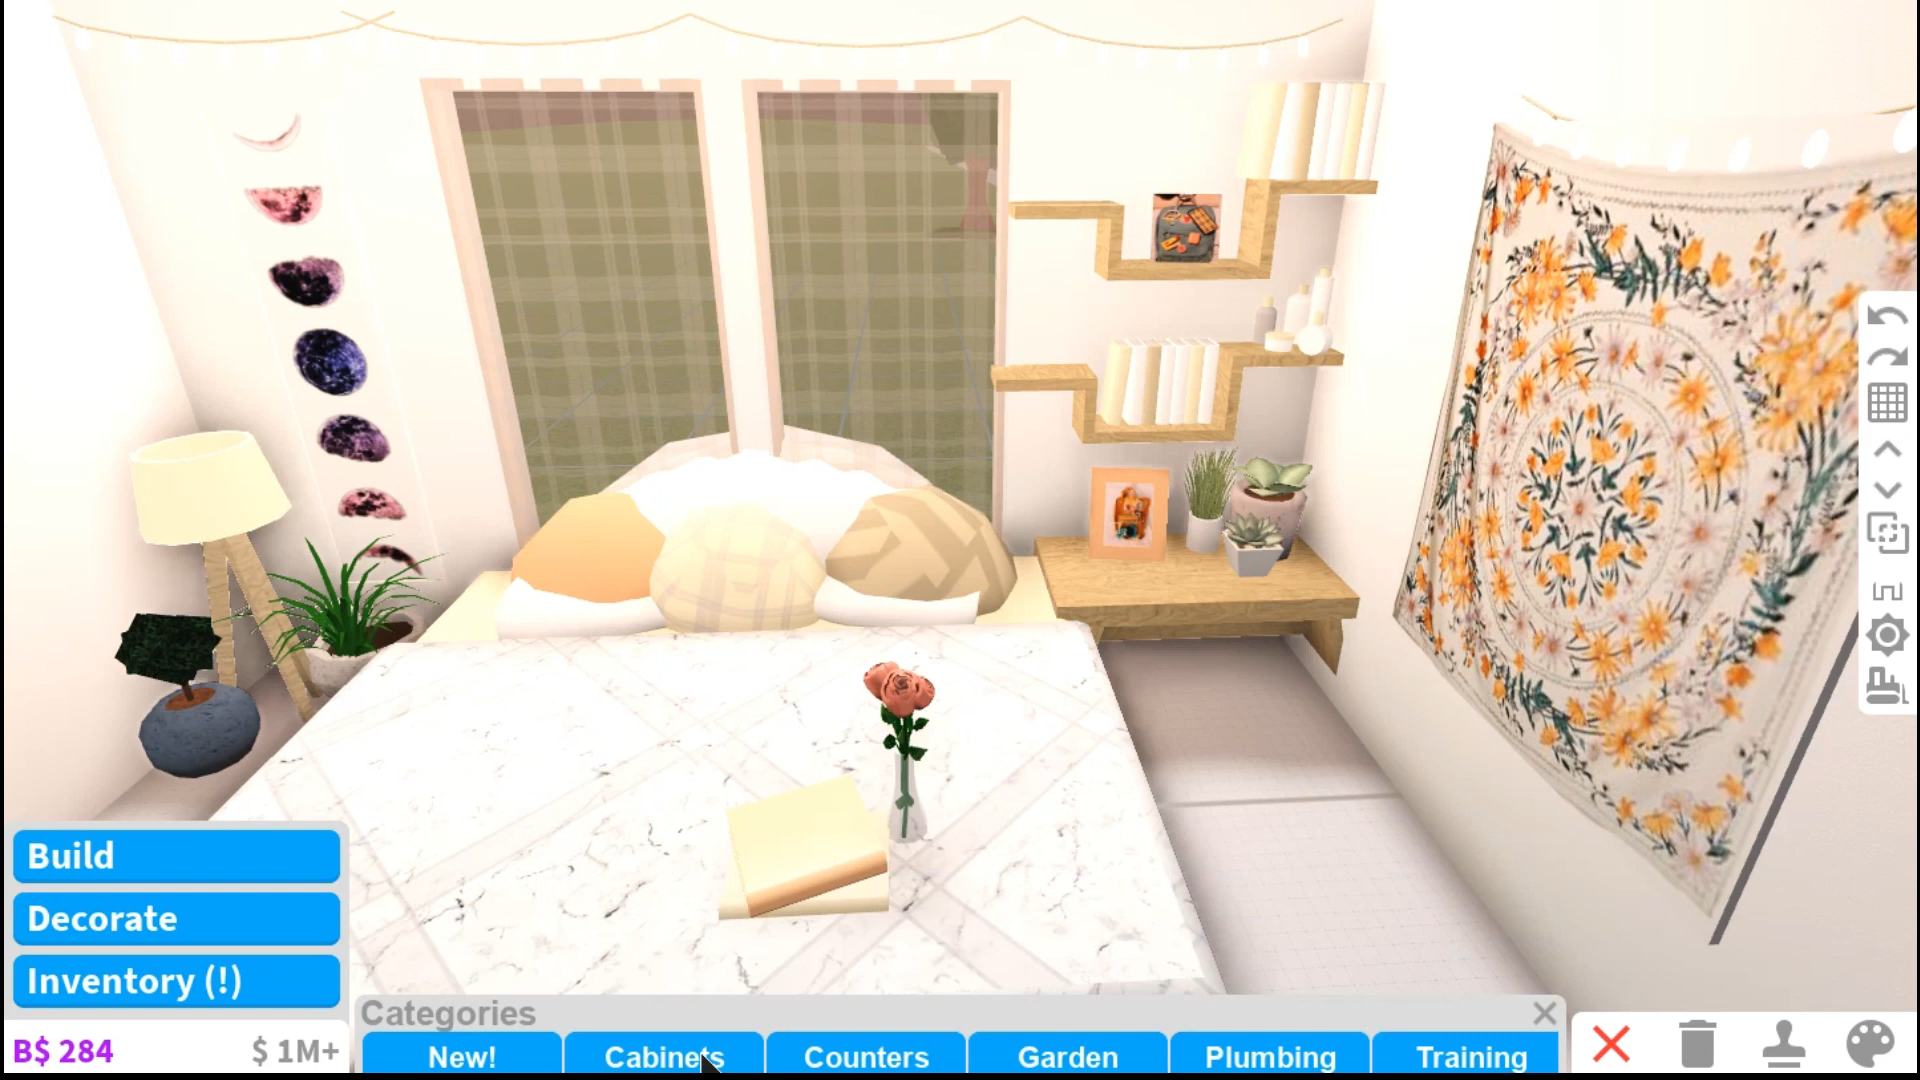 Build
Decorate
Inventory (!)
B$ 284
$ 1M+
Categories
New!
Cabinets
Counters
Garden
Plumbing
Training